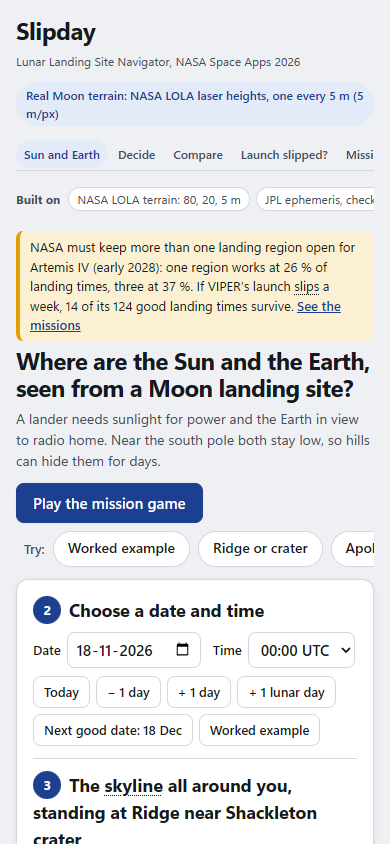 Slipday
Lunar Landing Site Navigator, NASA Space Apps 2026
Real Moon terrain: NASA LOLA laser heights, one every 5 m (5
m/px)
Sun and Earth Decide Compare Launch slipped? Missi
Built on NASA LOLA terrain: 80, 20, 5 m JPL ephemeris, check
NASA must keep more than one landing region open for
Artemis IV (early 2028): one region works at 26 % of
landing times, three at 37 %. If VIPER's launch slips a
week, 14 of its 124 good landing times survive. See the
missions
Where are the Sun and the Earth,
seen from a Moon landing site?
A lander needs sunlight for power and the Earth in view
to radio home. Near the south pole both stay low, so hills
can hide them for days.
Play the mission game
Try: Worked example Ridge or crater Apol
2 Choose a date and time
Date 18-11-2026 Time 00:00 UTC
Today − 1 day + 1 day + 1 lunar day
Next good date: 18 Dec Worked example
3 The skyline all around you,
standing at Ridge near Shackleton
crater